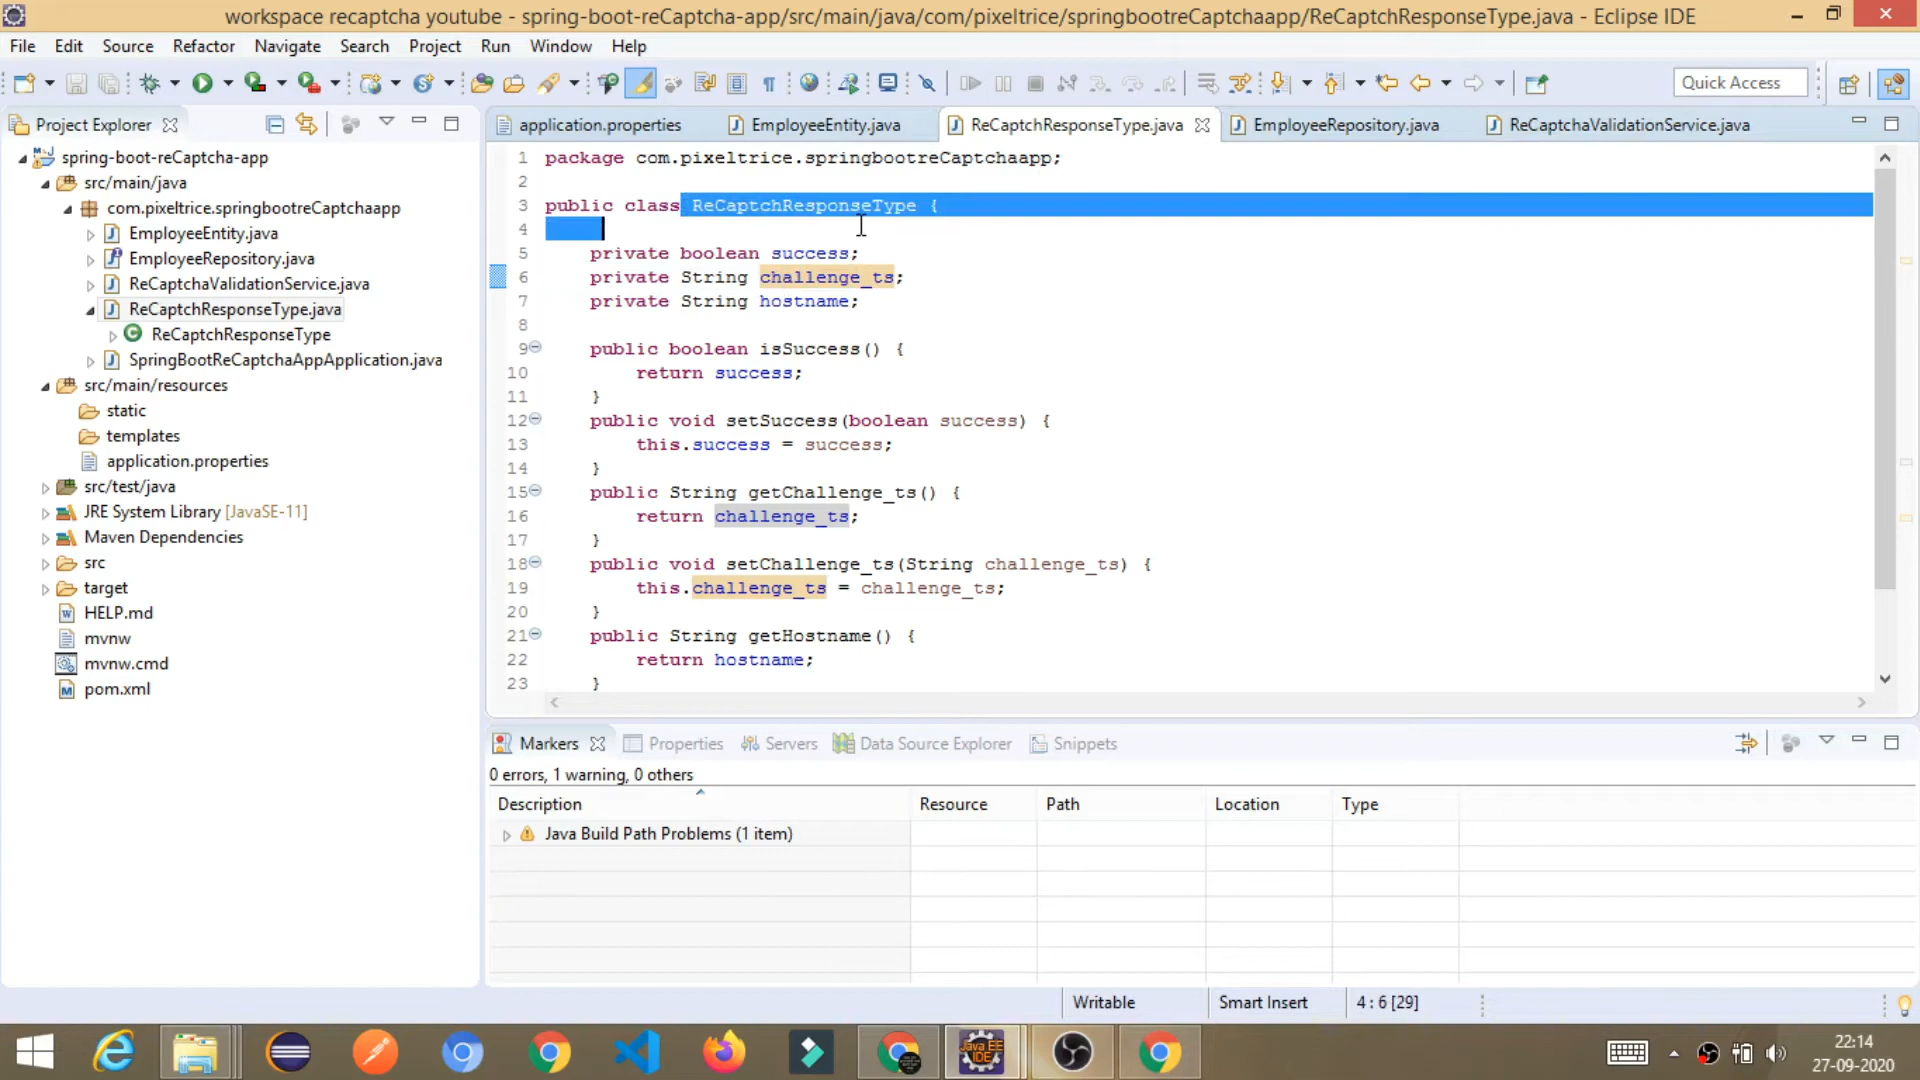 workspace recaptcha youtube - spring-boot-reCaptcha-app/src/main/java/com/pixeltrice/springbootreCaptchaapp/ReCaptchResponseType.java - Eclipse IDE
File Edit Source Refactor Navigate Search Project Run Window Help
Quick Access
Project Explorer
application.properties EmployeeEntity.java ReCaptchResponseType.java EmployeeRepository.java ReCaptchaValidationService.java
spring-boot-reCaptcha-app
src/main/java
com.pixeltrice.springbootreCaptchaapp
EmployeeEntity.java
EmployeeRepository.java
ReCaptchaValidationService.java
ReCaptchResponseType.java
ReCaptchResponseType
SpringBootReCaptchaAppApplication.java
src/main/resources
static
templates
application.properties
src/test/java
JRE System Library [JavaSE-11]
Maven Dependencies
src
target
HELP.md
mvnw
mvnw.cmd
pom.xml
1 package com.pixeltrice.springbootreCaptchaapp;
2
3 public class ReCaptchResponseType {
4
5 private boolean success;
6 private String challenge_ts;
7 private String hostname;
8
9 public boolean isSuccess() {
10 return success;
11 }
12 public void setSuccess(boolean success) {
13 this.success = success;
14 }
15 public String getChallenge_ts() {
16 return challenge_ts;
17 }
18 public void setChallenge_ts(String challenge_ts) {
19 this.challenge_ts = challenge_ts;
20 }
21 public String getHostname() {
22 return hostname;
23 }
Markers Properties Servers Data Source Explorer Snippets
0 errors, 1 warning, 0 others
Description Resource Path Location Type
Java Build Path Problems (1 item)
Writable Smart Insert 4 : 6 [29]
Java EE
IDE
22:14
27-09-2020